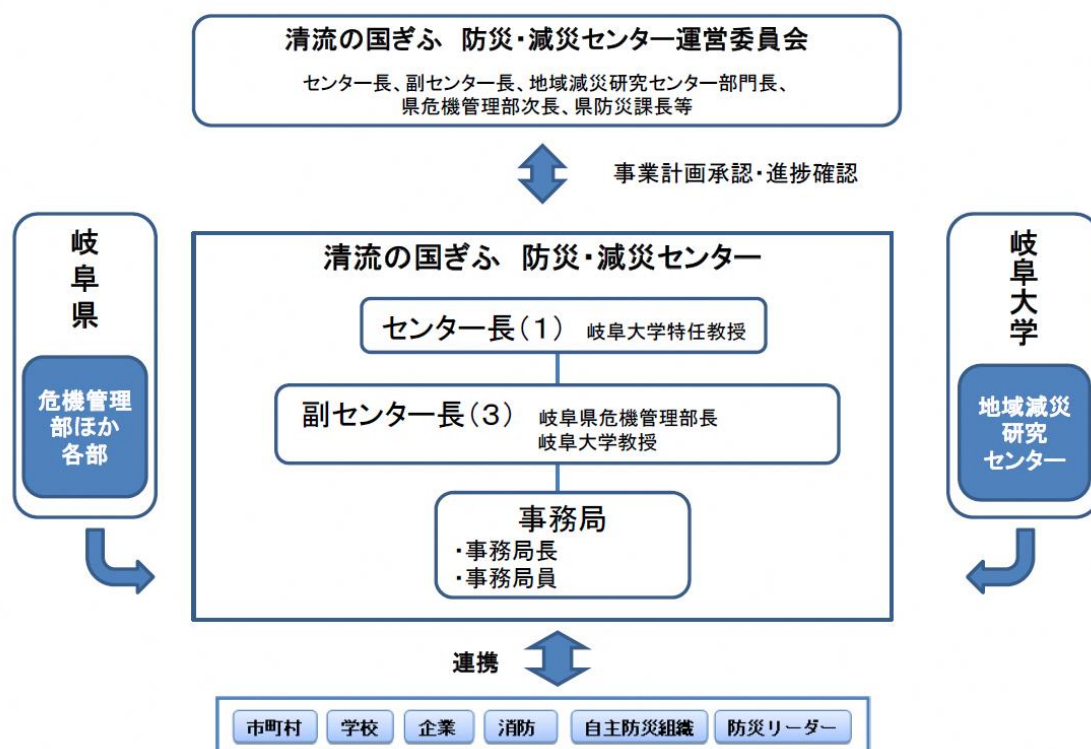 清流の国ぎふ 防災・減災センター運営委員会
センター長、副センター長、地域減災研究センター部門長、
県危機管理部次長、県防災課長等
事業計画承認・進捗確認
岐阜県
危機管理
部ほか
各部
清流の国ぎふ 防災・減災センター
センター長(1) 岐阜大学特任教授
副センター長(3) 岐阜県危機管理部長
岐阜大学教授
事務局
・事務局長
・事務局員
岐阜大学
地域減災
研究
センター
連携
市町村 学校 企業 消防 自主防災組織 防災リーダー